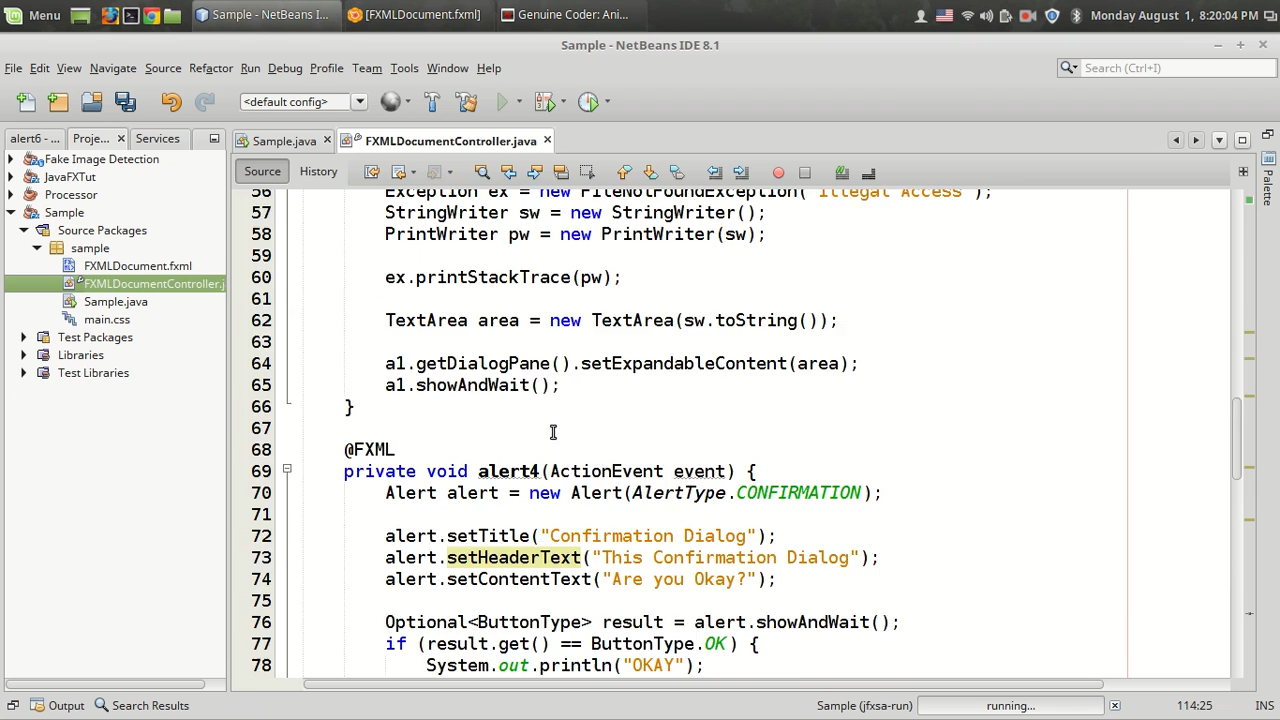 Menu
Sample - NetBeans I...
[FXMLDocument.fxml]
Genuine Coder: Ani...
Monday August 1, 8:20:04 PM
Sample - NetBeans IDE 8.1
File Edit View Navigate Source Refactor Run Debug Profile Team Tools Window Help
Search (Ctrl+I)
<default config>
alert6 - ...
Proje...
Services
Sample.java
FXMLDocumentController.java
Source History
Fake Image Detection
JavaFXTut
Processor
Sample
Source Packages
sample
FXMLDocument.fxml
FXMLDocumentController.j
Sample.java
main.css
Test Packages
Libraries
Test Libraries
Palette
56 Exception ex = new FileNotFoundException("Illegal Access");
57 StringWriter sw = new StringWriter();
58 PrintWriter pw = new PrintWriter(sw);
59
60 ex.printStackTrace(pw);
61
62 TextArea area = new TextArea(sw.toString());
63
64 a1.getDialogPane().setExpandableContent(area);
65 a1.showAndWait();
66 }
67
68 @FXML
69 private void alert4(ActionEvent event) {
70 Alert alert = new Alert(AlertType.CONFIRMATION);
71
72 alert.setTitle("Confirmation Dialog");
73 alert.setHeaderText("This Confirmation Dialog");
74 alert.setContentText("Are you Okay?");
75
76 Optional<ButtonType> result = alert.showAndWait();
77 if (result.get() == ButtonType.OK) {
78 System.out.println("OKAY");
Output
Search Results
Sample (jfxsa-run)
running...
114:25
INS